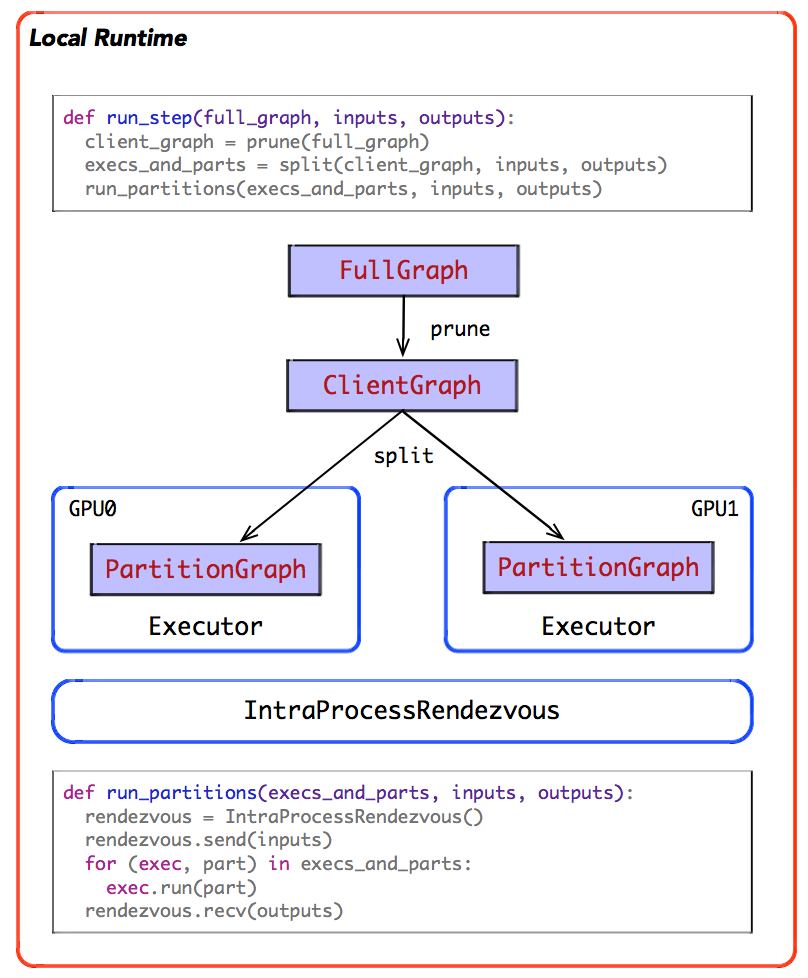 Local Runtime
def run_step(full_graph, inputs, outputs):
  client_graph = prune(full_graph)
  execs_and_parts = split(client_graph, inputs, outputs)
  run_partitions(execs_and_parts, inputs, outputs)
FullGraph
prune
ClientGraph
split
GPU0
PartitionGraph
Executor
GPU1
PartitionGraph
Executor
IntraProcessRendezvous
def run_partitions(execs_and_parts, inputs, outputs):
  rendezvous = IntraProcessRendezvous()
  rendezvous.send(inputs)
  for (exec, part) in execs_and_parts:
    exec.run(part)
  rendezvous.recv(outputs)